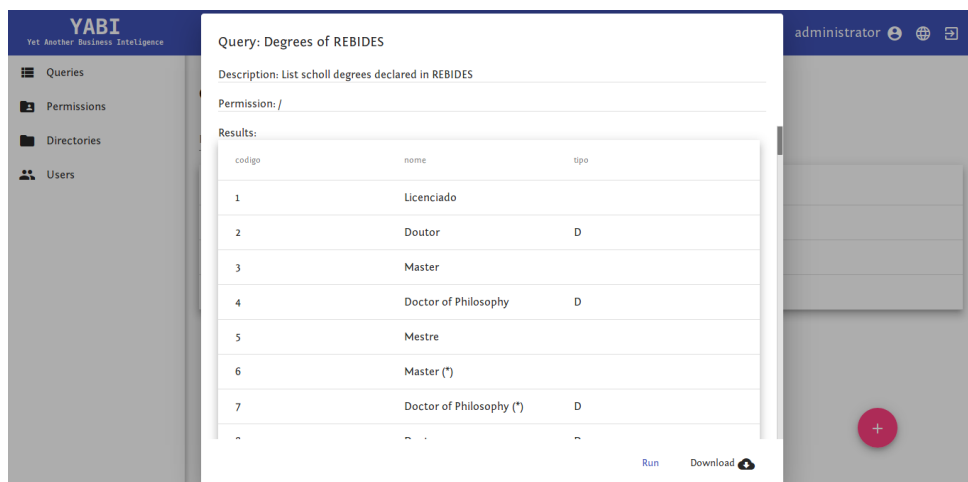 YABI
Yet Another Business Inteligence
administrator
Queries
Permissions
Directories
Users
Query: Degrees of REBIDES
Description: List scholl degrees declared in REBIDES
Permission: /
Results:
codigo nome tipo
1 Licenciado
2 Doutor D
3 Master
4 Doctor of Philosophy D
5 Mestre
6 Master (*)
7 Doctor of Philosophy (*) D
Run Download